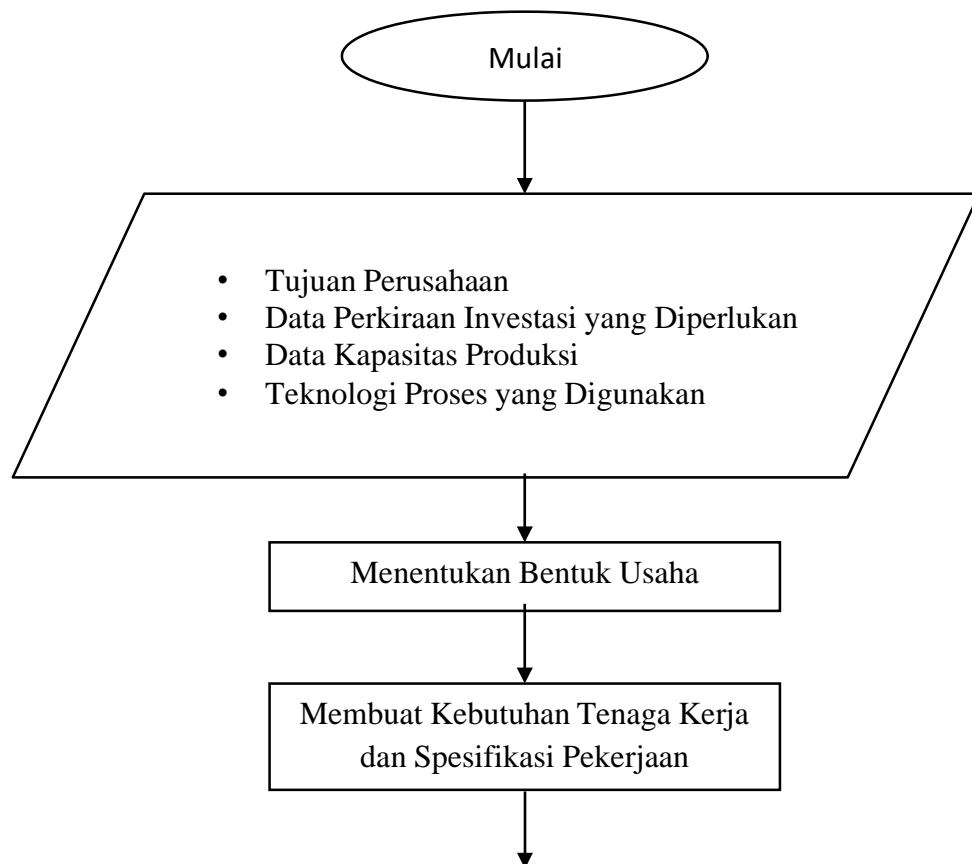 Mulai
• Tujuan Perusahaan
• Data Perkiraan Investasi yang Diperlukan
• Data Kapasitas Produksi
• Teknologi Proses yang Digunakan
Menentukan Bentuk Usaha
Membuat Kebutuhan Tenaga Kerja
dan Spesifikasi Pekerjaan